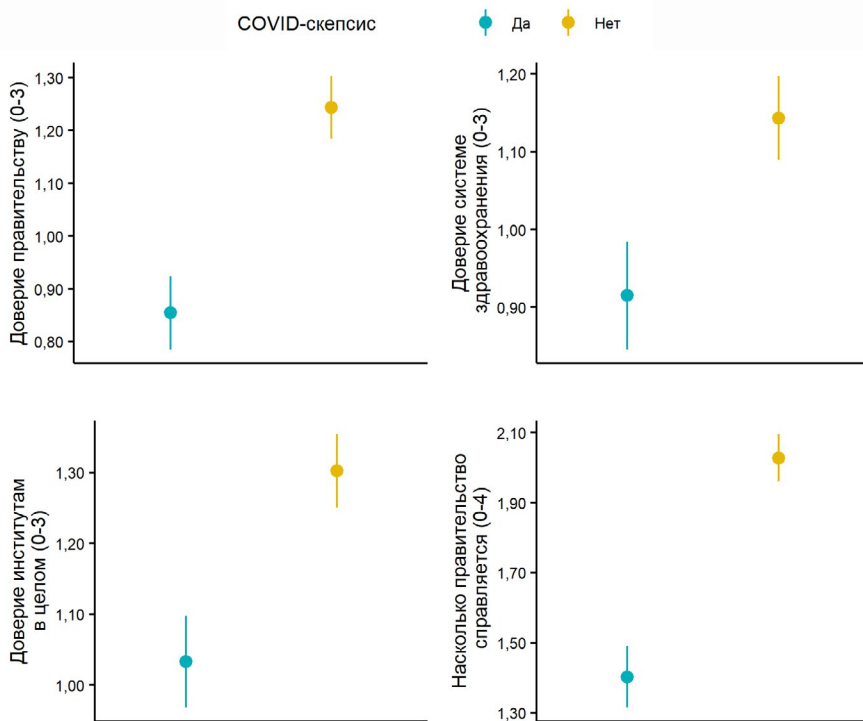 COVID-скепсис Да Нет
Доверие правительству (0-3)
1,30
1,20
1,10
1,00
0,90
0,80
Доверие системе
здравоохранения (0-3)
1,20
1,10
1,00
0,90
Доверие институтам
в целом (0-3)
1,30
1,20
1,10
1,00
Насколько правительство
справляется (0-4)
2,10
1,90
1,70
1,50
1,30